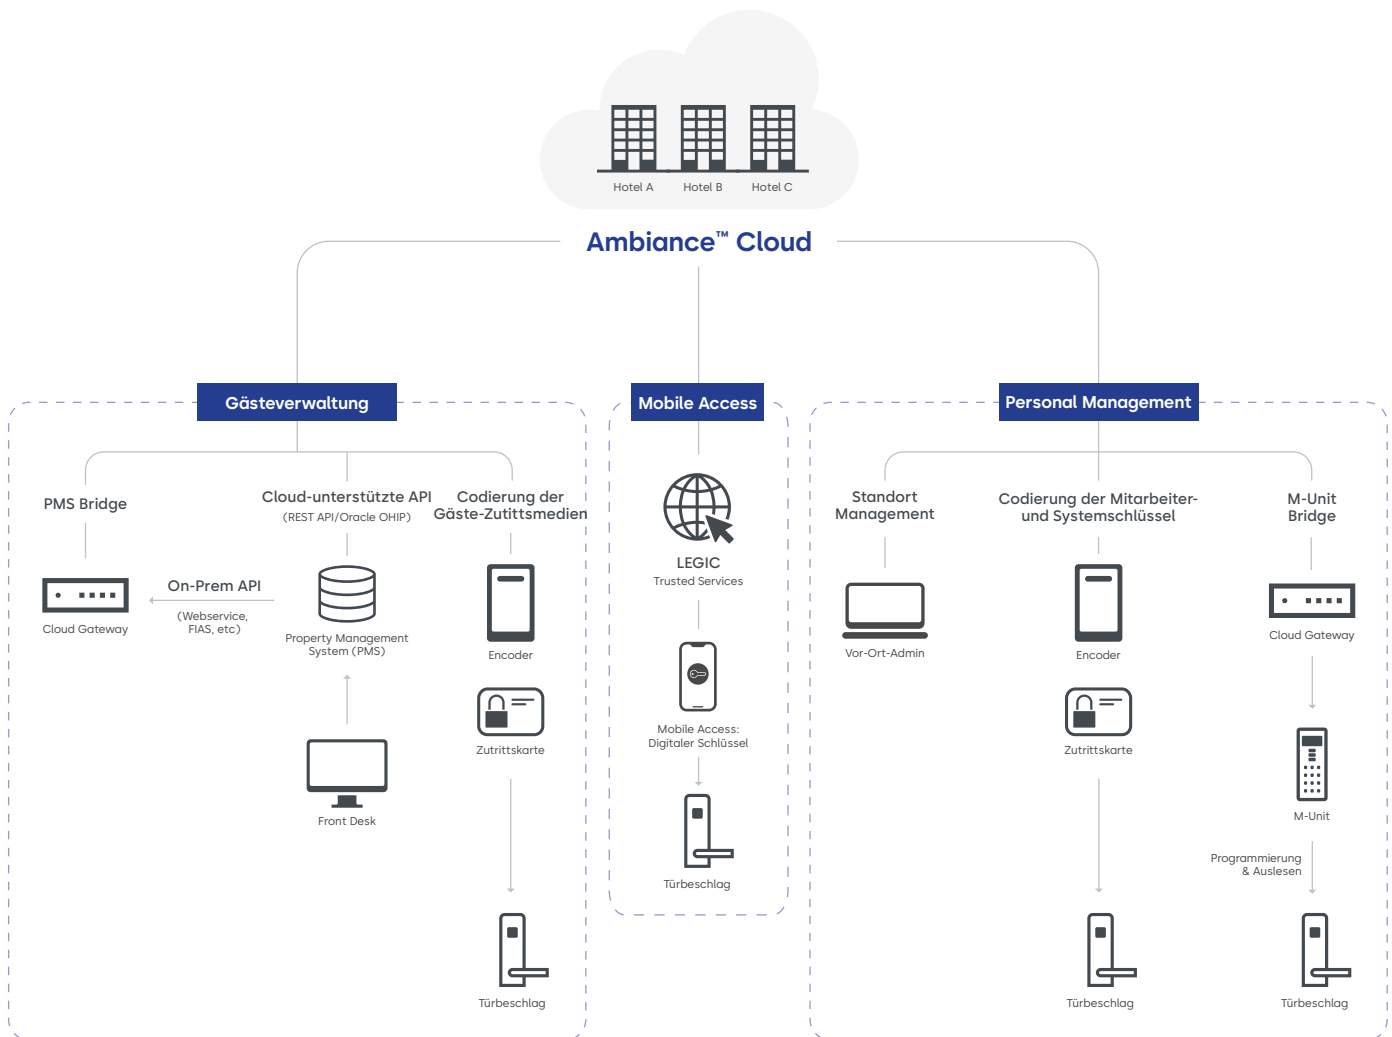 Hotel A
Hotel B
Hotel C
Ambiance™ Cloud
Gästeverwaltung
PMS Bridge
Cloud Gateway
On-Prem API
(Webservice,
FIAS, etc)
Cloud-unterstützte API
(REST API/Oracle OHIP)
Property Management
System (PMS)
Front Desk
Codierung der
Gäste-Zutittsmedien
Encoder
Zutrittskarte
Türbeschlag
Mobile Access
LEGIC
Trusted Services
Mobile Access:
Digitaler Schlüssel
Türbeschlag
Personal Management
Standort
Management
Vor-Ort-Admin
Codierung der Mitarbeiter-
und Systemschlüssel
Encoder
Zutrittskarte
Türbeschlag
M-Unit
Bridge
Cloud Gateway
M-Unit
Programmierung
& Auslesen
Türbeschlag